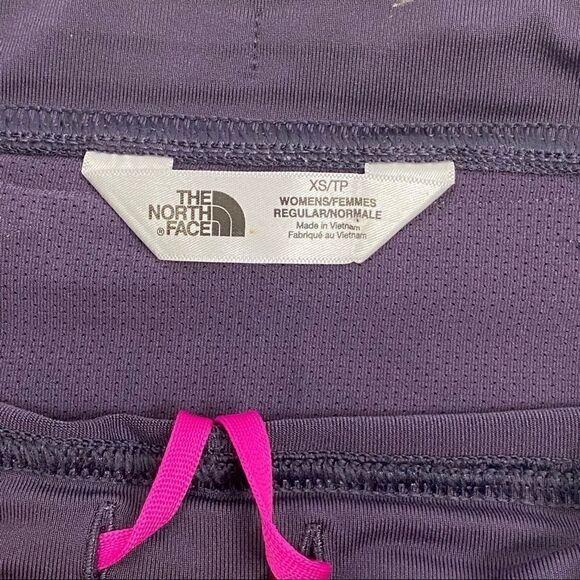 THE
NORTH
®FACE
XS/TP
WOMENS/FEMMES
REGULAR/NORMALE
Made in Vietnam
Fabriqué au Vietnam